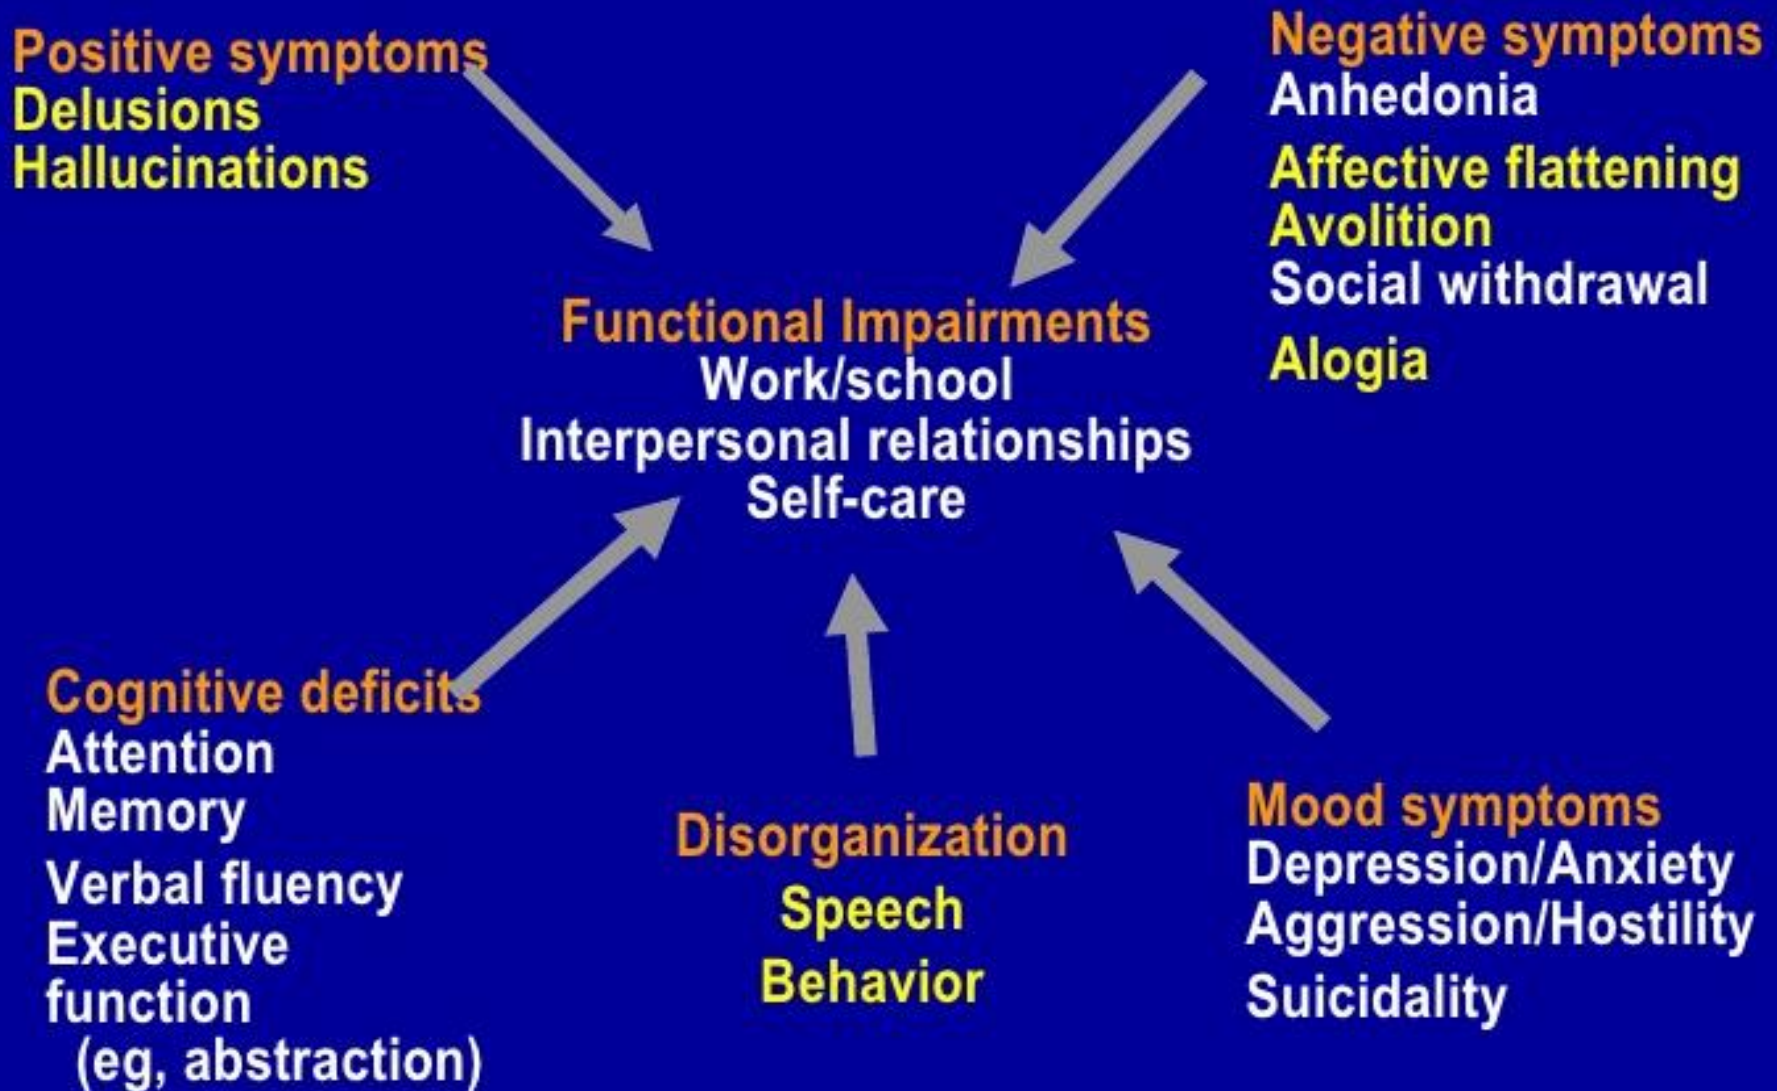 Positive symptoms
Delusions
Hallucinations
Negative symptoms
Anhedonia
Affective flattening
Avolition
Social withdrawal
Alogia
Functional Impairments
Work/school
Interpersonal relationships
Self-care
Cognitive deficits
Attention
Memory
Verbal fluency
Executive
function
(eg, abstraction)
Disorganization
Speech
Behavior
Mood symptoms
Depression/Anxiety
Aggression/Hostility
Suicidality